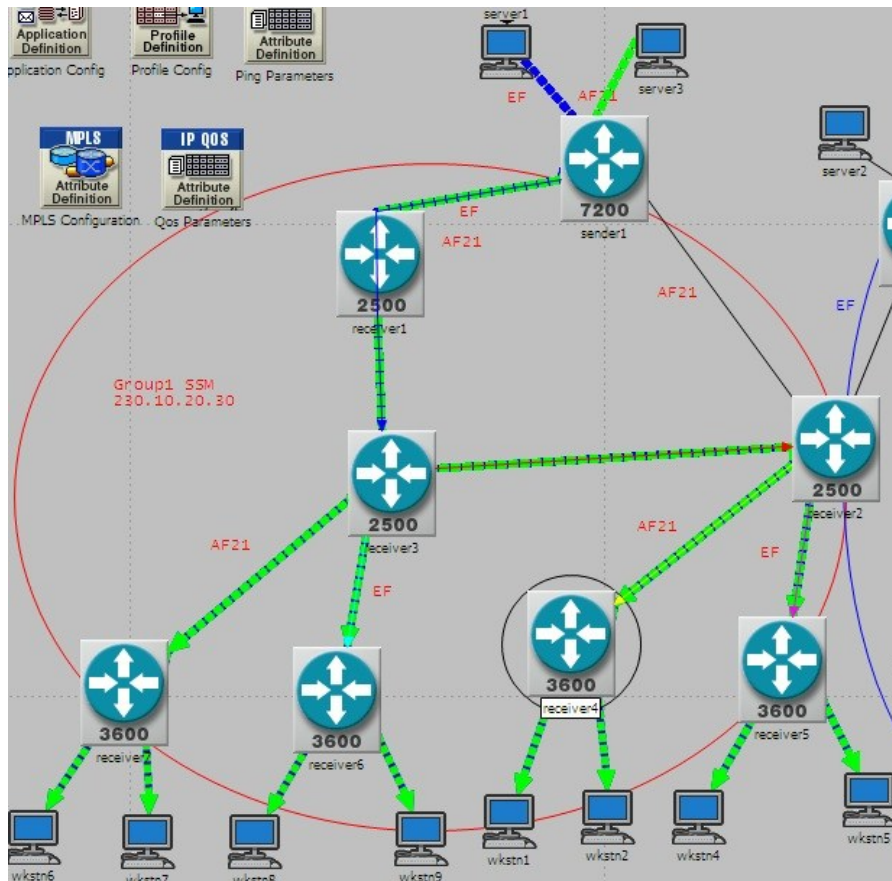 Application
Definition
pplication Config
Profile
Definition
Profile Config
Attribute
Definition
Ping Parameters
server1
server3
EF
AF21
server2
MPLS
Attribute
Definition
MPLS Configuration
IP QOS
Attribute
Definition
Qos Parameters
7200
sender1
EF
AF21
2500
receiver1
AF21
EF
Group1 SSM
230.10.20.30
2500
receiver3
2500
receiver2
AF21
EF
AF21
EF
3600
3600
receiver6
3600
receiver4
3600
receiver5
wkstn6
wkstn7
wkstn8
wkstn9
wkstn1
wkstn2
wkstn4
wkstn5